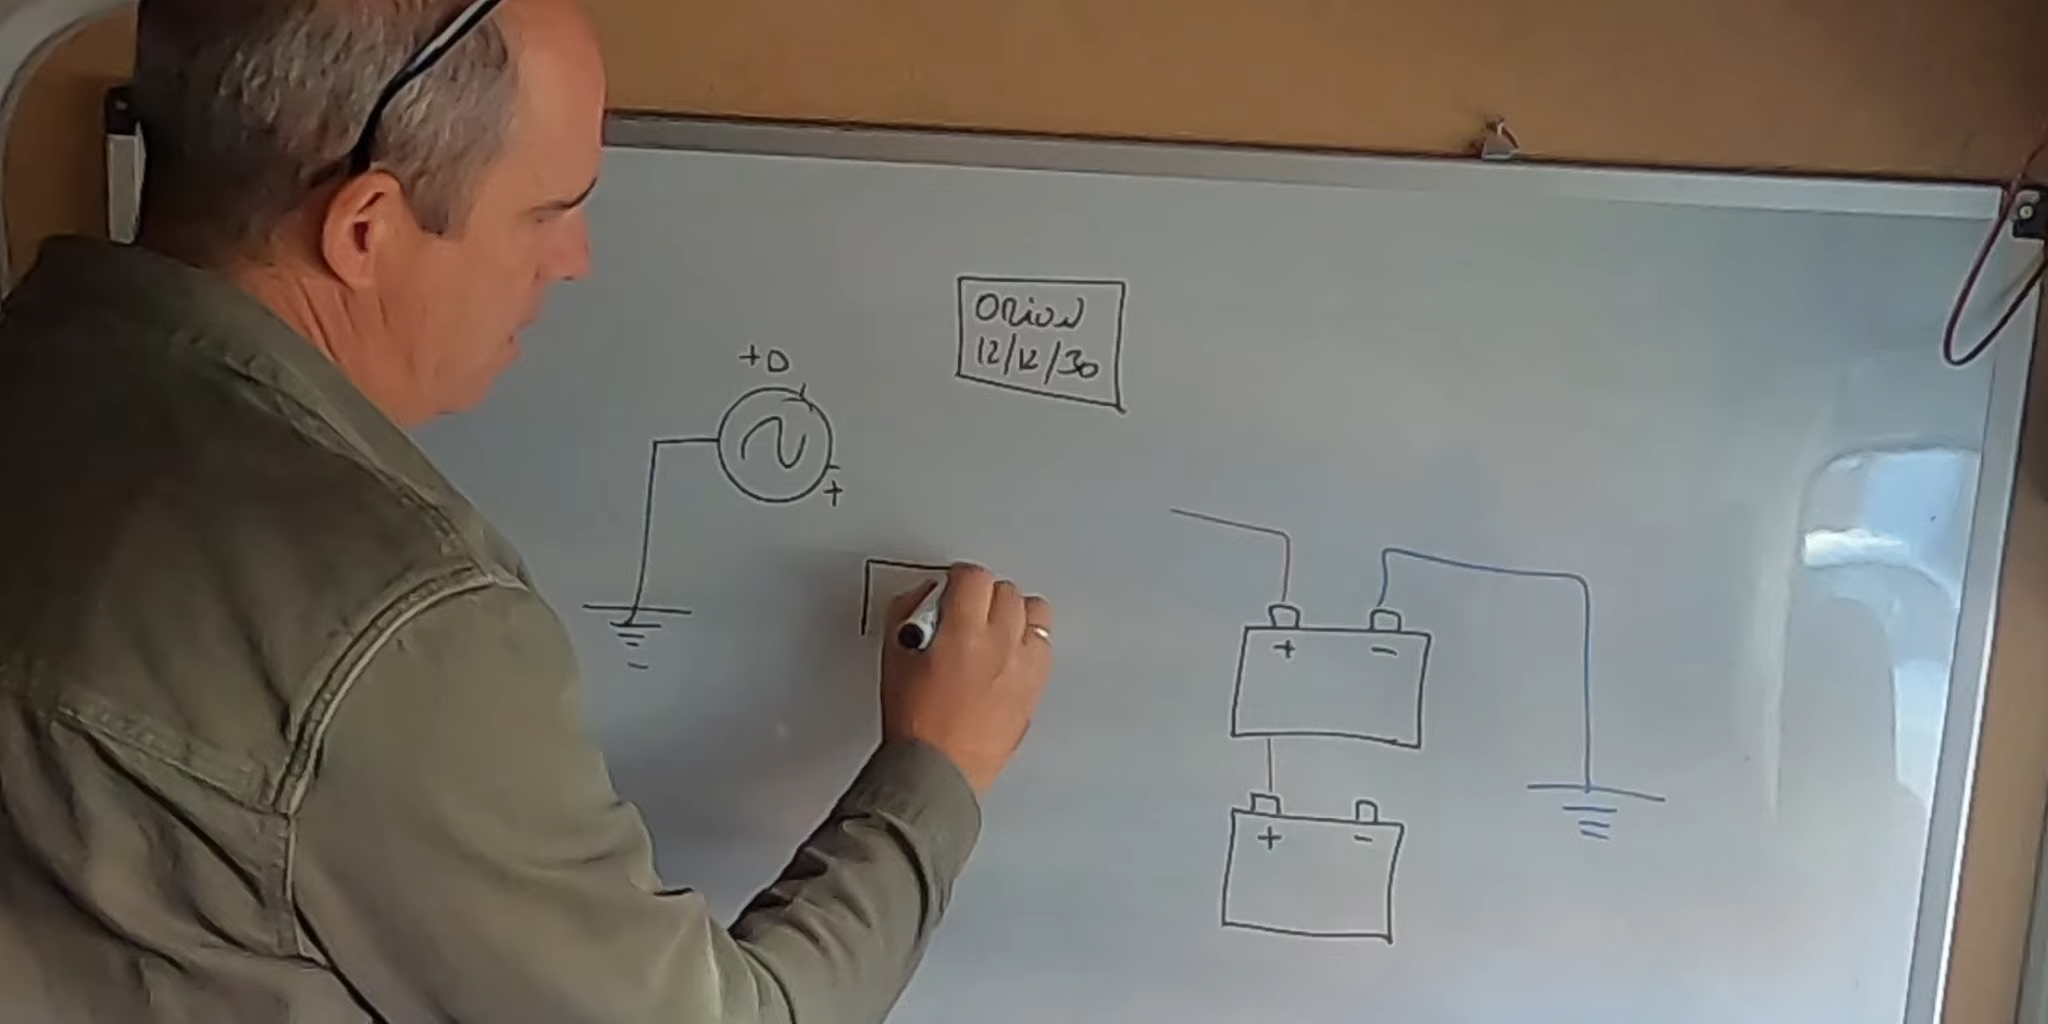 ORION
12/12/30
+D
+
+ -
+ -